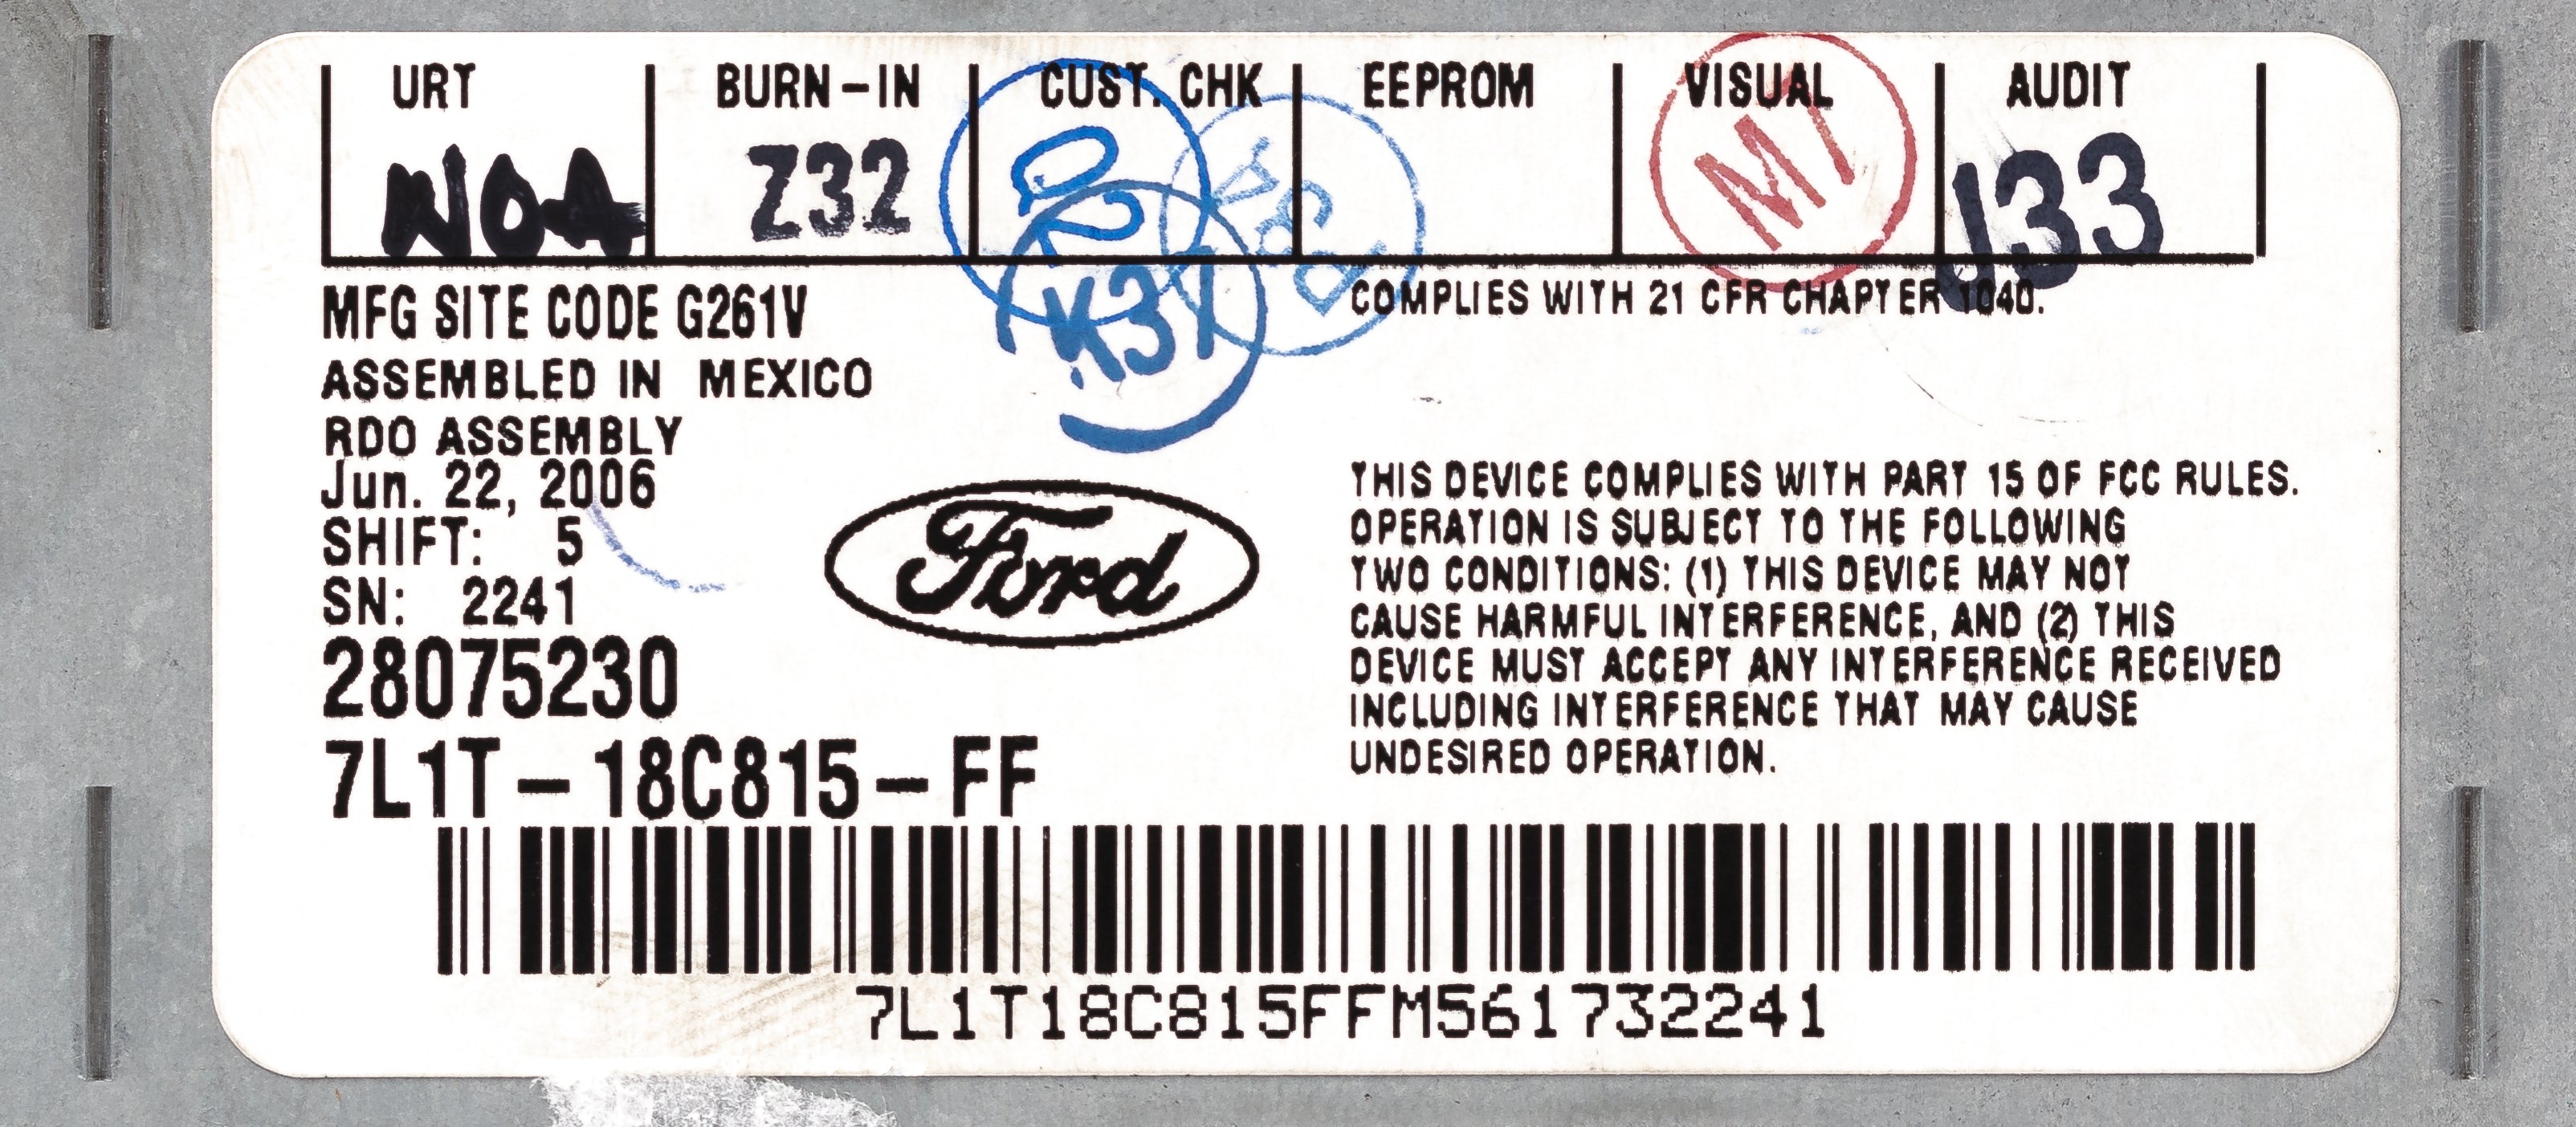 URT BURN-IN CUST. CHK EEPROM VISUAL AUDIT
N04 Z32 M7 J33
K37
MFG SITE CODE G261V
ASSEMBLED IN MEXICO
RDO ASSEMBLY
Jun. 22, 2006
SHIFT: 5
SN: 2241
28075230
7L1T-18C815-FF
Ford
COMPLIES WITH 21 CFR CHAPTER 1040.
THIS DEVICE COMPLIES WITH PART 15 OF FCC RULES.
OPERATION IS SUBJECT TO THE FOLLOWING
TWO CONDITIONS: (1) THIS DEVICE MAY NOT
CAUSE HARMFUL INTERFERENCE, AND (2) THIS
DEVICE MUST ACCEPT ANY INTERFERENCE RECEIVED
INCLUDING INTERFERENCE THAT MAY CAUSE
UNDESIRED OPERATION.
7L1T18C815FFM561732241